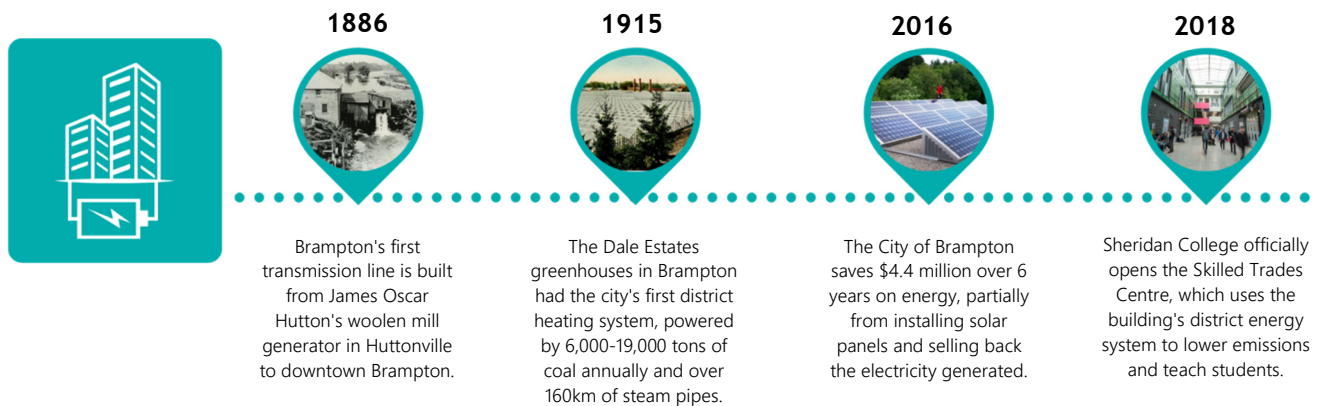 1886
Brampton's first
transmission line is built
from James Oscar
Hutton's woolen mill
generator in Huttonville
to downtown Brampton.
1915
The Dale Estates
greenhouses in Brampton
had the city's first district
heating system, powered
by 6,000-19,000 tons of
coal annually and over
160km of steam pipes.
2016
The City of Brampton
saves $4.4 million over 6
years on energy, partially
from installing solar
panels and selling back
the electricity generated.
2018
Sheridan College officially
opens the Skilled Trades
Centre, which uses the
building's district energy
system to lower emissions
and teach students.